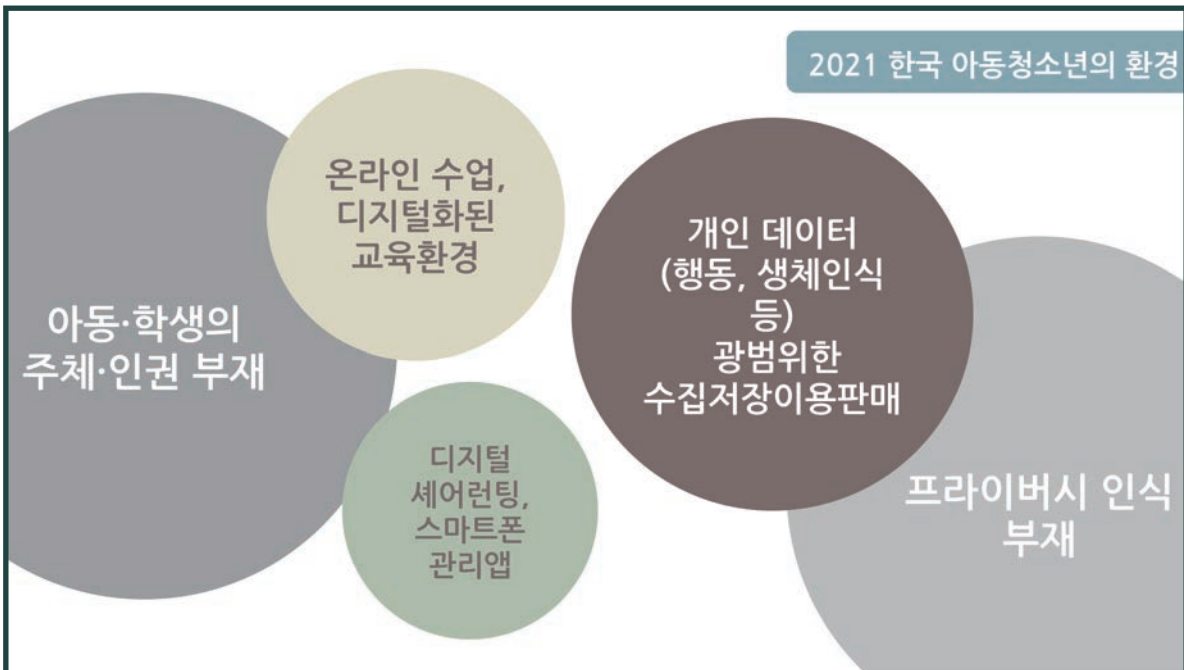 2021 한국 아동청소년의 환경
아동·학생의
주체·인권 부재
온라인 수업,
디지털화된
교육환경
디지털
셰어런팅,
스마트폰
관리앱
개인 데이터
(행동, 생체인식
등)
광범위한
수집저장이용판매
프라이버시 인식
부재